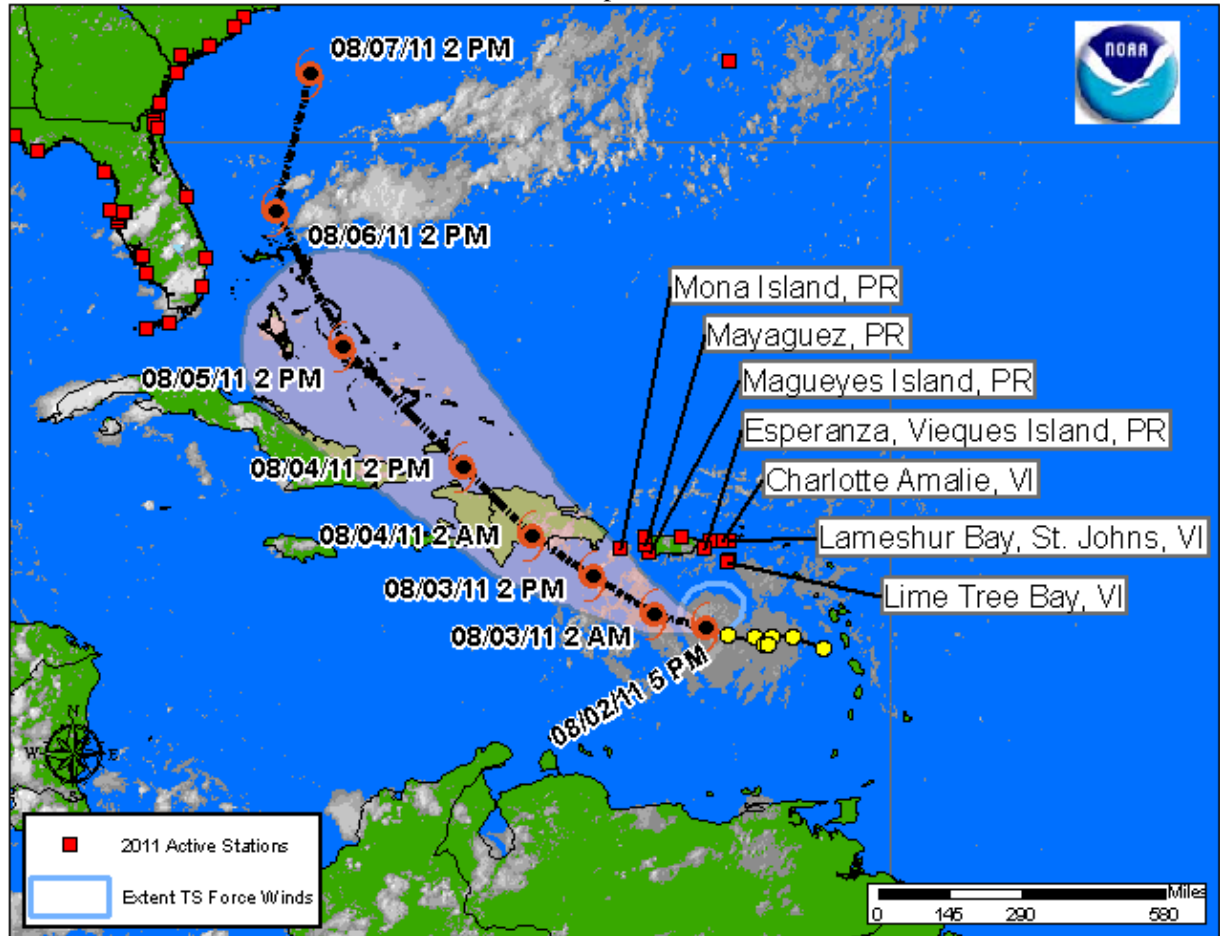 08/07/11 2 PM
NOAA
08/06/11 2 PM
Mona Island, PR
Mayaguez, PR
08/05/11 2 PM
Magueyes Island, PR
Esperanza, Vieques Island, PR
08/04/11 2 PM
Charlotte Amalie, VI
08/04/11 2 AM
Lameshur Bay, St. Johns, VI
08/03/11 2 PM
Lime Tree Bay, VI
08/03/11 2 AM
08/02/11 5 PM
N
W E
S
2011 Active Stations
Extent TS Force Winds
Miles
0 145 290 580